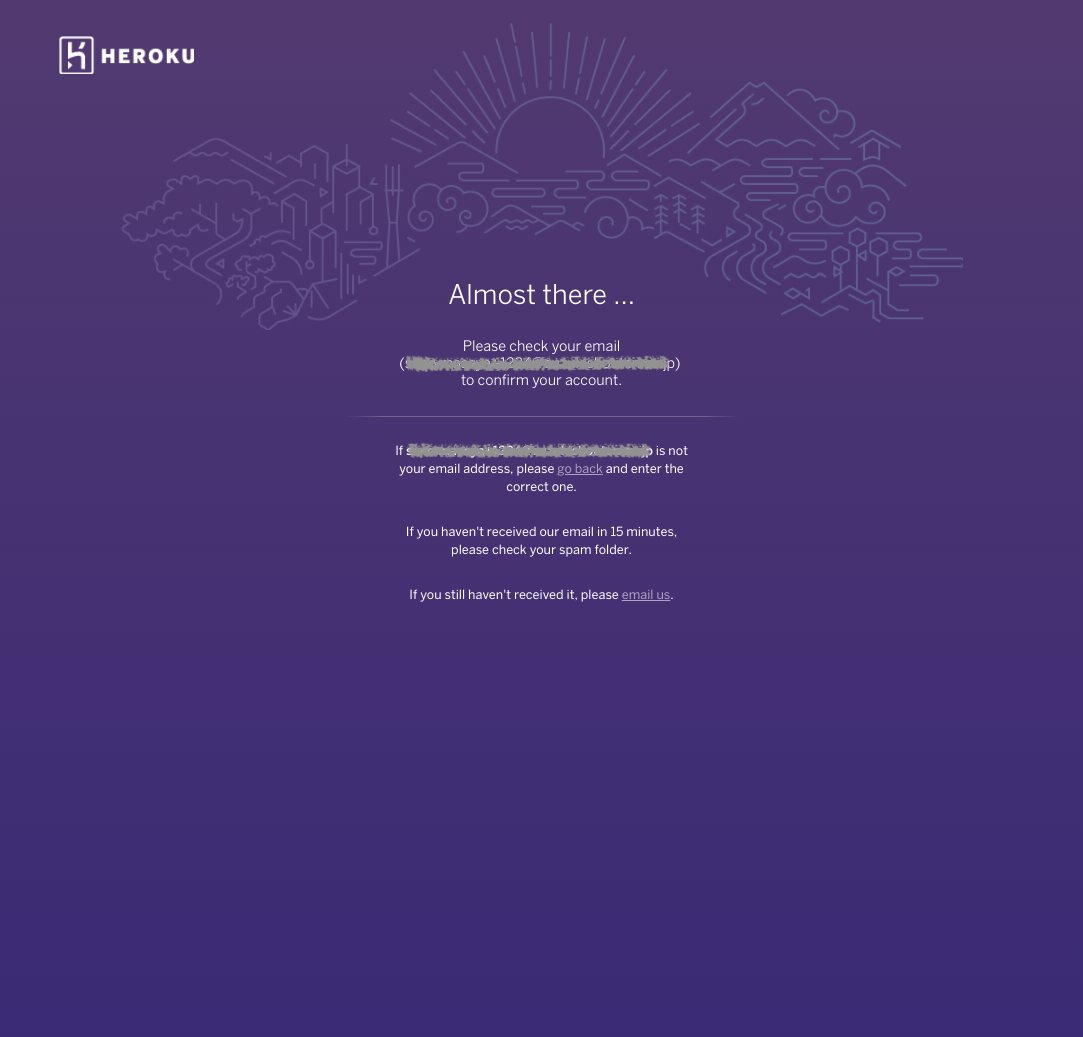 HEROKU
Almost there ...
Please check your email
to confirm your account.
If is not
your email address, please go back and enter the
correct one.
If you haven't received our email in 15 minutes,
please check your spam folder.
If you still haven't received it, please email us.